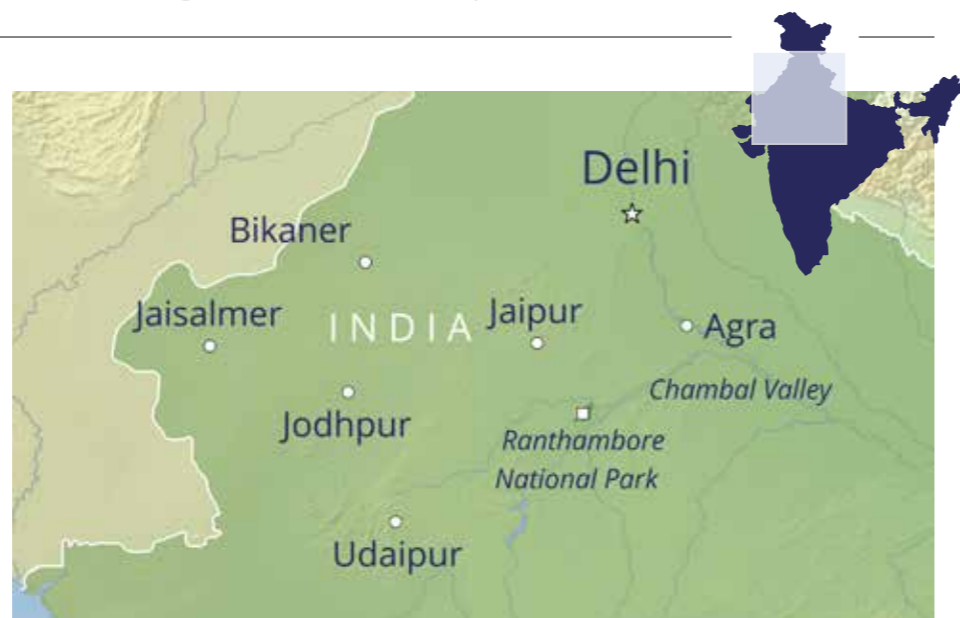 Delhi
Bikaner
Jaisalmer
INDIA
Jaipur
Agra
Chambal Valley
Jodhpur
Ranthambore
National Park
Udaipur